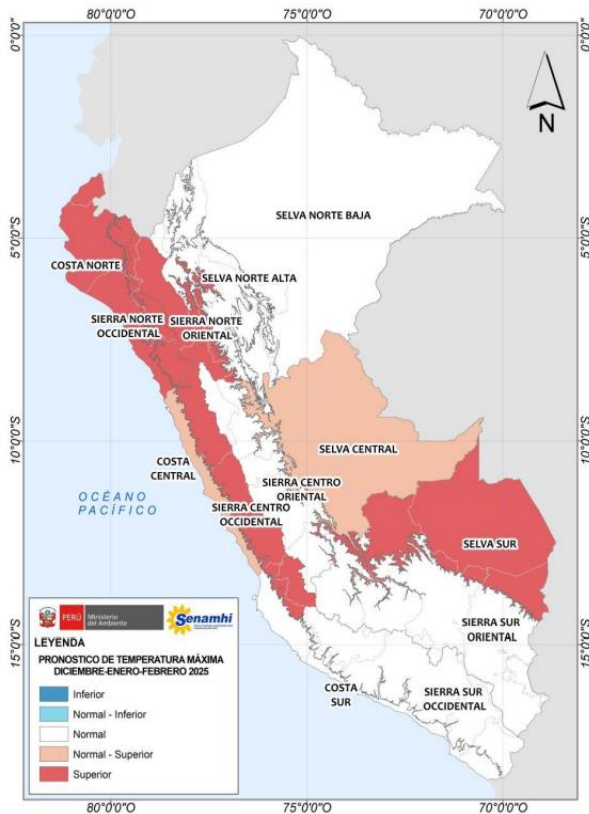 80°0'0"O 75°0'0"O 70°0'0"O
0°0'0" 0°0'0"
N
SELVA NORTE BAJA
5°0'0"S 5°0'0"S
COSTA NORTE
SELVA NORTE ALTA
SIERRA NORTE
OCCIDENTAL
SIERRA NORTE
ORIENTAL
10°0'0"S 10°0'0"S
SELVA CENTRAL
COSTA
CENTRAL
SIERRA CENTRO
ORIENTAL
OCÉANO
PACÍFICO
SIERRA CENTRO
OCCIDENTAL
SELVA SUR
SIERRA SUR
ORIENTAL
15°0'0"S 15°0'0"S
COSTA
SUR
SIERRA SUR
OCCIDENTAL
PERÚ Ministerio
del Ambiente
Senamhi
LEYENDA
PRONOSTICO DE TEMPERATURA MÁXIMA
DICIEMBRE-ENERO-FEBRERO 2025
Inferior
Normal - Inferior
Normal
Normal - Superior
Superior
80°0'0"O 75°0'0"O 70°0'0"O